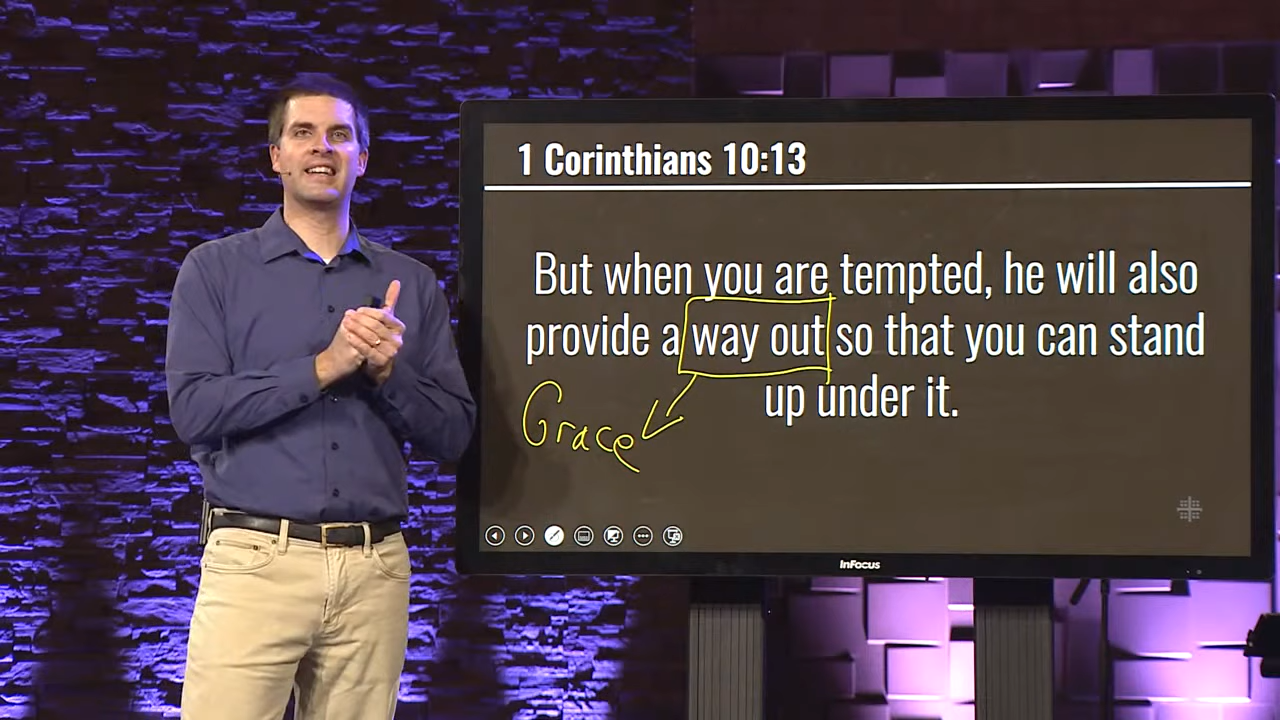 1 Corinthians 10:13
But when you are tempted, he will also
provide a way out so that you can stand
up under it.
Grace
InFocus